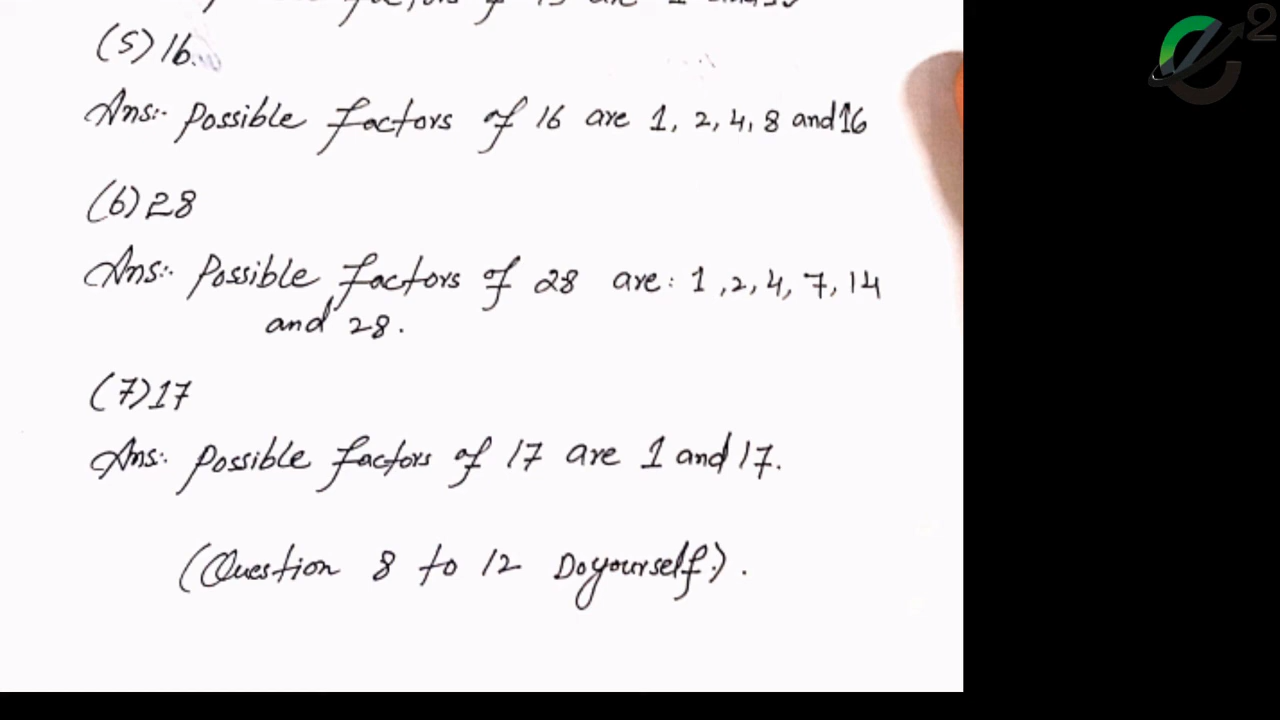 (5) 16.
Ans:- Possible factors of 16 are 1, 2, 4, 8 and 16
(6) 28
Ans:- Possible factors of 28 are: 1, 2, 4, 7, 14
and 28.
(7) 17
Ans:- Possible factors of 17 are 1 and 17.
(Question 8 to 12 Do yourself.).
2